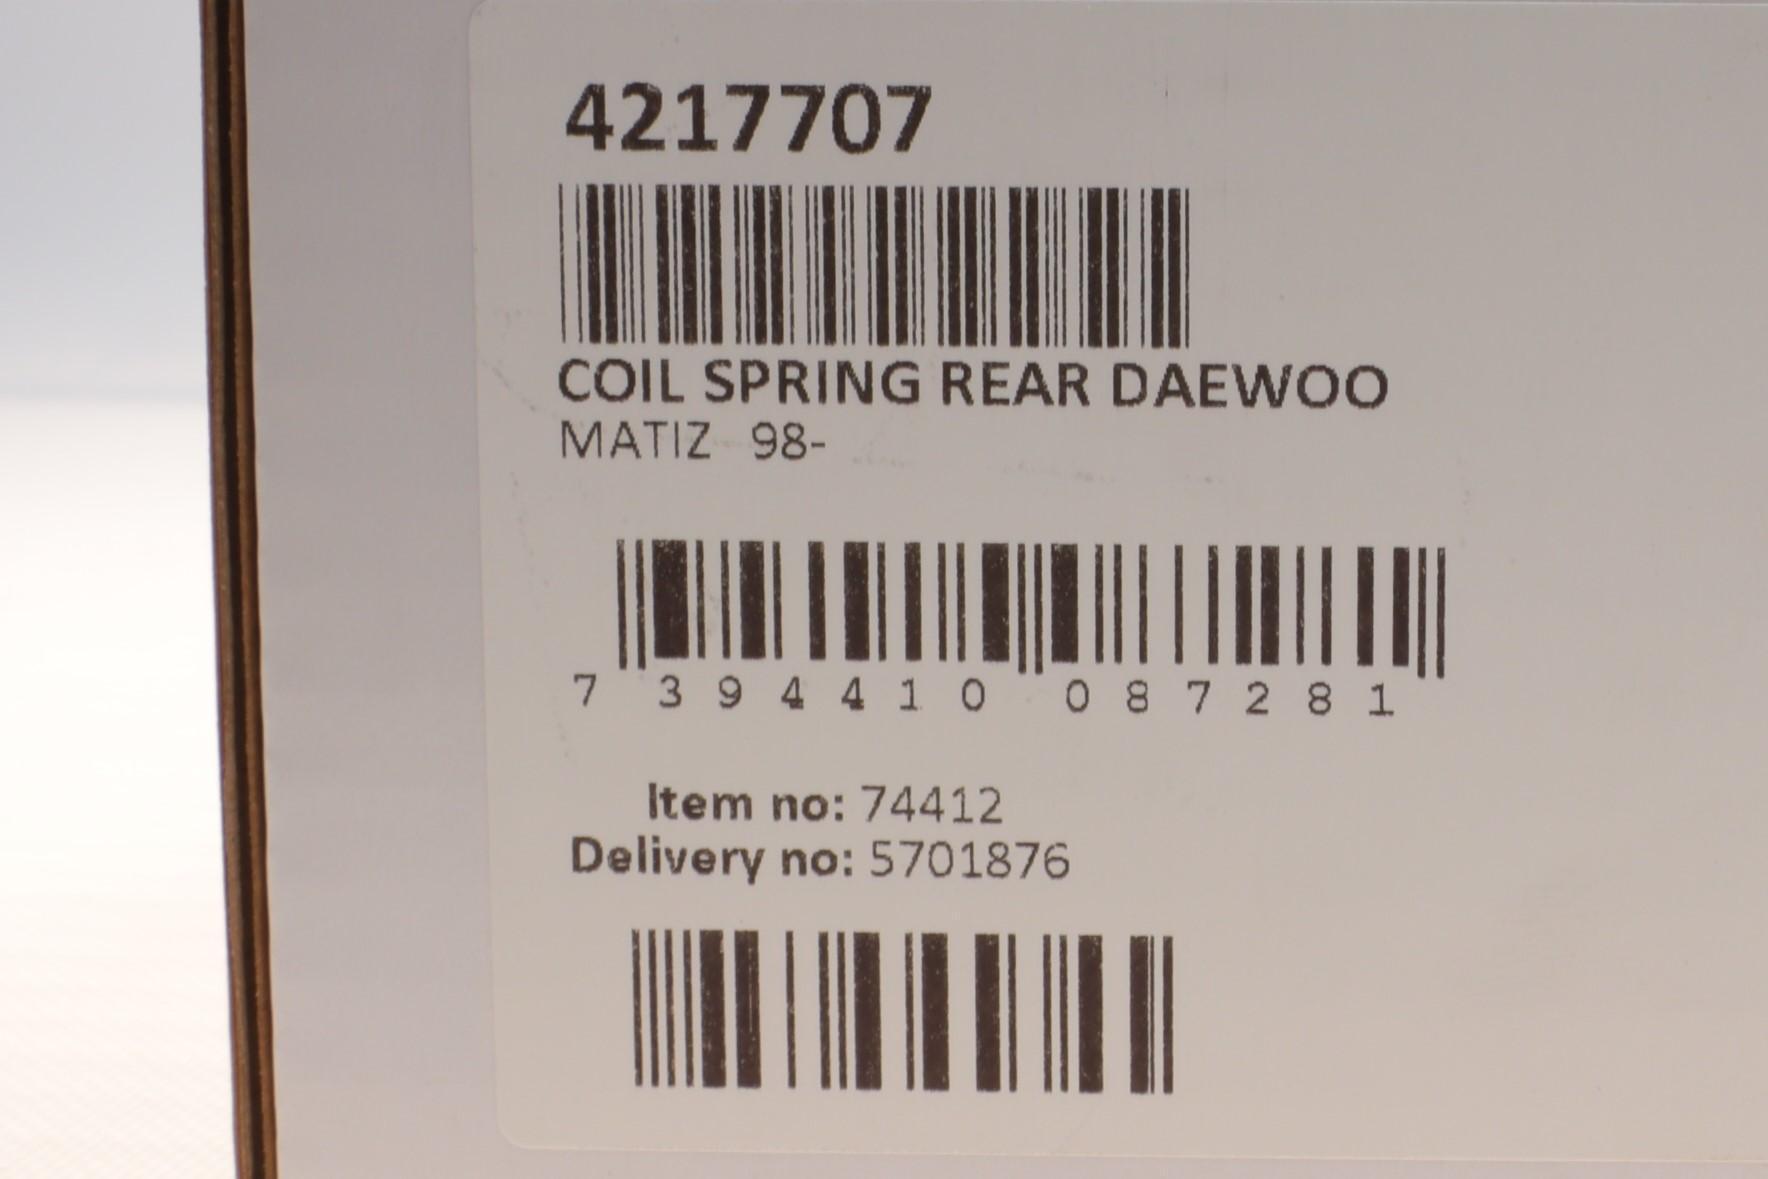 4217707
COIL SPRING REAR DAEWOO
MATIZ 98-
7 394410 087281
Item no: 74412
Delivery no: 5701876